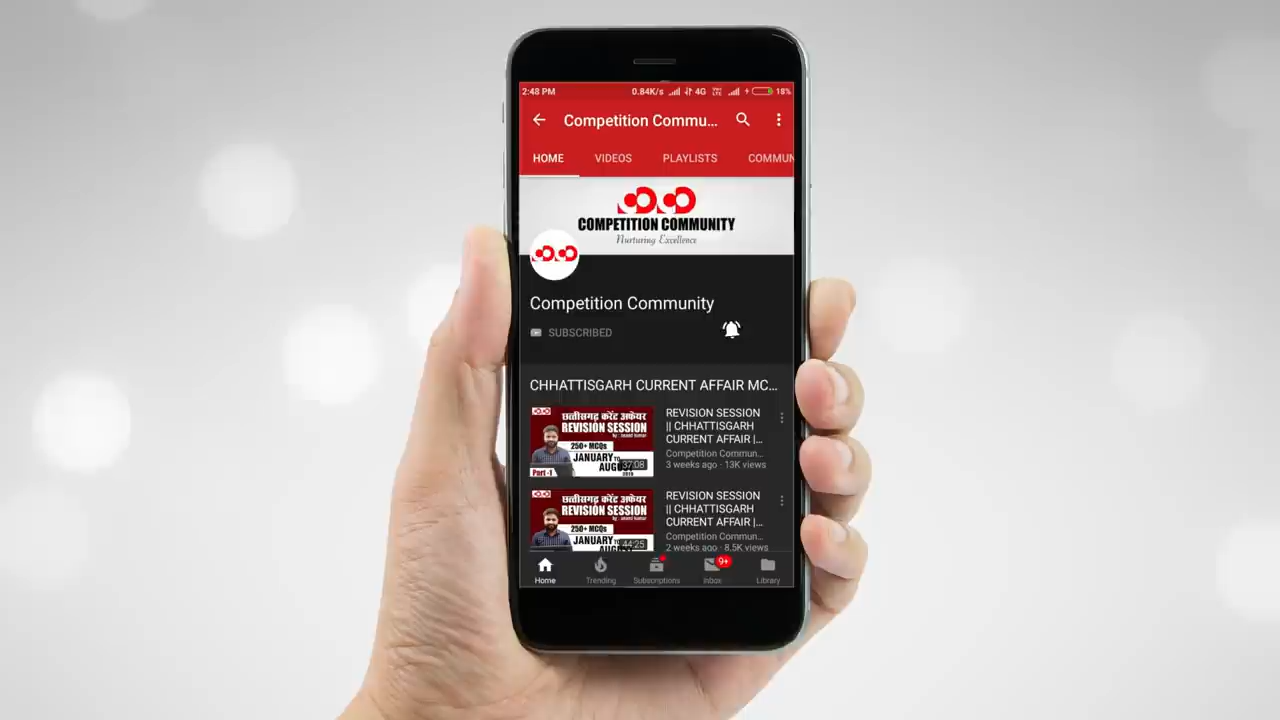 2:48 PM 0.84K/s 4G VoLTE 18%
Competition Commu...
HOME VIDEOS PLAYLISTS COMMUN
COMPETITION COMMUNITY
Nurturing Excellence
Competition Community
SUBSCRIBED
CHHATTISGARH CURRENT AFFAIR MC...
छत्तीसगढ़ करेंट अफेयर
REVISION SESSION
250+ MCQs
JANUARY TO
AUGUST
Part -1
37:08
REVISION SESSION
|| CHHATTISGARH
CURRENT AFFAIR |...
Competition Commun...
3 weeks ago · 13K views
छत्तीसगढ़ करेंट अफेयर
REVISION SESSION
250+ MCQs
JANUARY TO
44:25
REVISION SESSION
|| CHHATTISGARH
CURRENT AFFAIR |...
Competition Commun...
2 weeks ago · 8.5K views
Home Trending Subscriptions Inbox 9+ Library